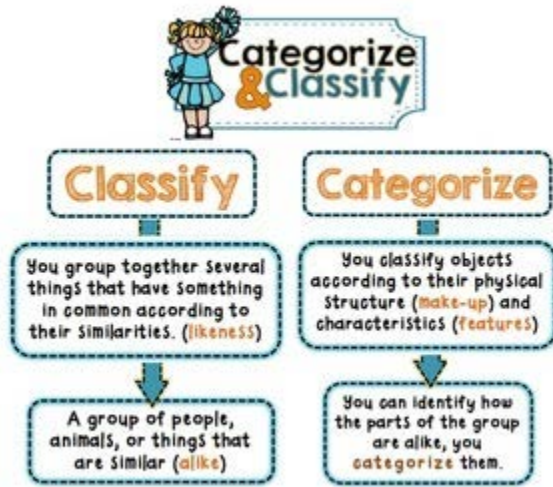 Categorize
&Classify
Classify
You group together several
things that have something
in common according to
their similarities. (likeness)
A group of people,
animals, or things that
are similar (alike)
Categorize
You classify objects
according to their physical
structure (make-up) and
characteristics (features)
You can identify how
the parts of the group
are alike, you
categorize them.